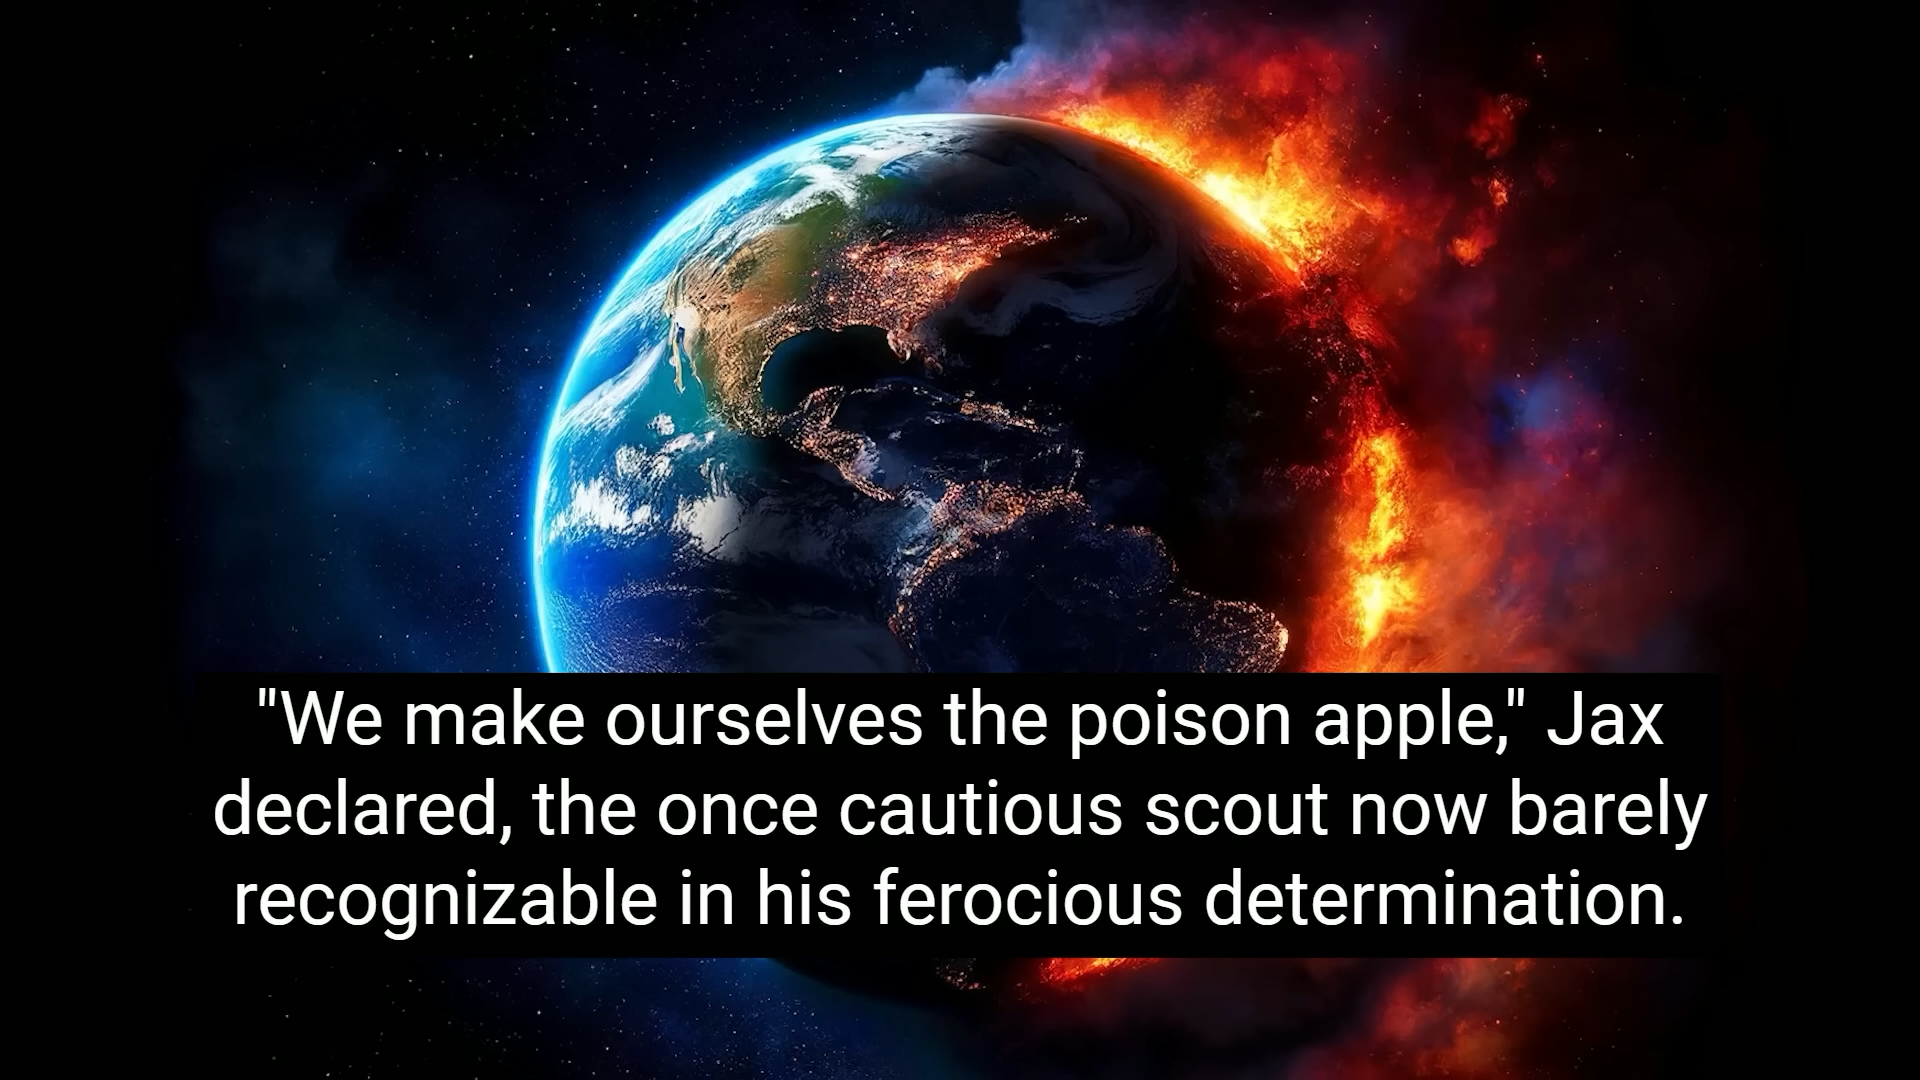 "We make ourselves the poison apple," Jax
declared, the once cautious scout now barely
recognizable in his ferocious determination.